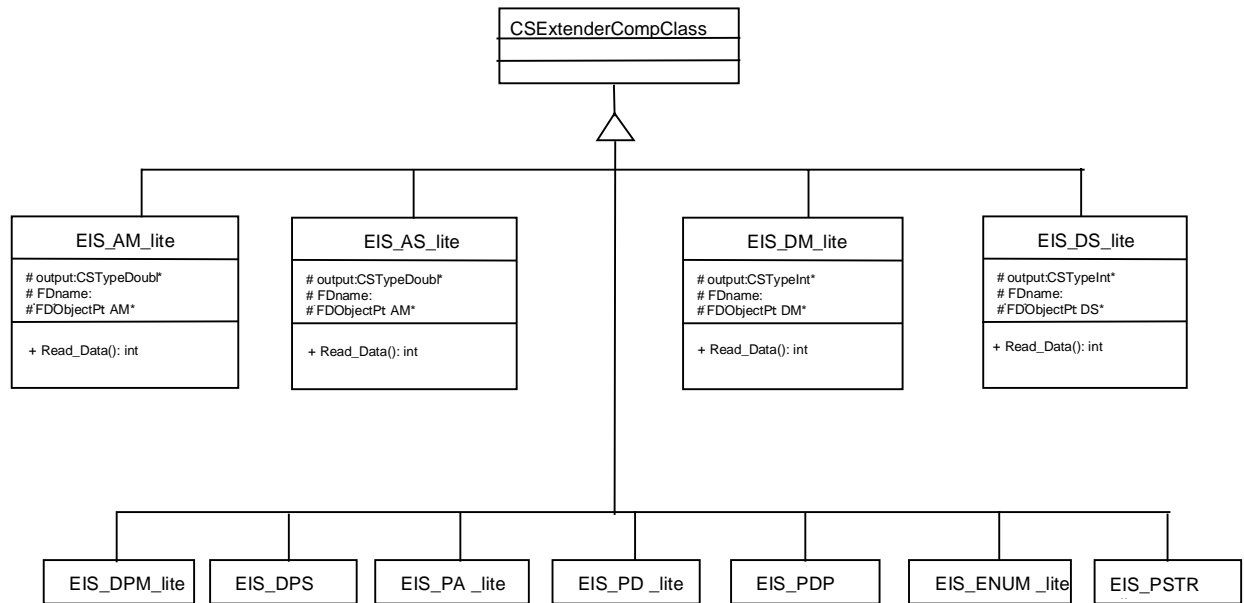 CSExtenderCompClass
EIS_AM_lite
# output:CSTypeDoubl*
# FDname:
# FDObjectPt AM*
+ Read_Data(): int
EIS_AS_lite
# output:CSTypeDoubl*
# FDname:
# FDObjectPt AM*
+ Read_Data(): int
EIS_DM_lite
# output:CSTypeInt*
# FDname:
# FDObjectPt DM*
+ Read_Data(): int
EIS_DS_lite
# output:CSTypeInt*
# FDname:
# FDObjectPt DS*
+ Read_Data(): int
EIS_DPM_lite
EIS_DPS
EIS_PA _lite
EIS_PD _lite
EIS_PDP
EIS_ENUM _lite
EIS_PSTR